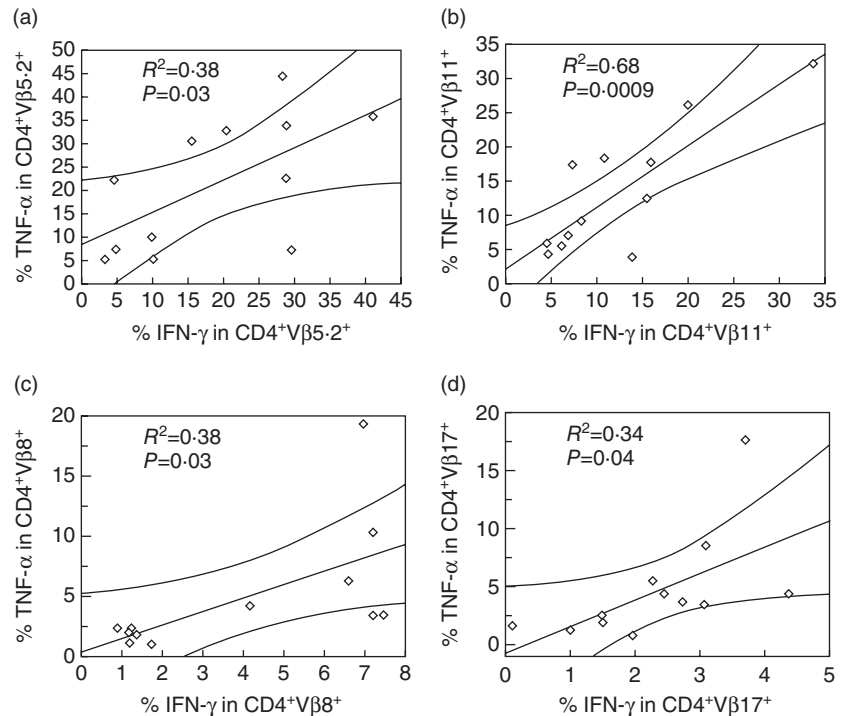 (a)
50
45
40
35
30
25
20
15
10
5
0
% TNF-α in CD4⁺Vβ5·2⁺
R²=0·38
P=0·03
0 5 10 15 20 25 30 35 40 45
% IFN-γ in CD4⁺Vβ5·2⁺
(b)
35
30
25
20
15
10
5
0
% TNF-α in CD4⁺Vβ11⁺
R²=0·68
P=0·0009
0 5 10 15 20 25 30 35
% IFN-γ in CD4⁺Vβ11⁺
(c)
20
15
10
5
0
% TNF-α in CD4⁺Vβ8⁺
R²=0·38
P=0·03
0 1 2 3 4 5 6 7 8
% IFN-γ in CD4⁺Vβ8⁺
(d)
20
15
10
5
0
% TNF-α in CD4⁺Vβ17⁺
R²=0·34
P=0·04
0 1 2 3 4 5
% IFN-γ in CD4⁺Vβ17⁺